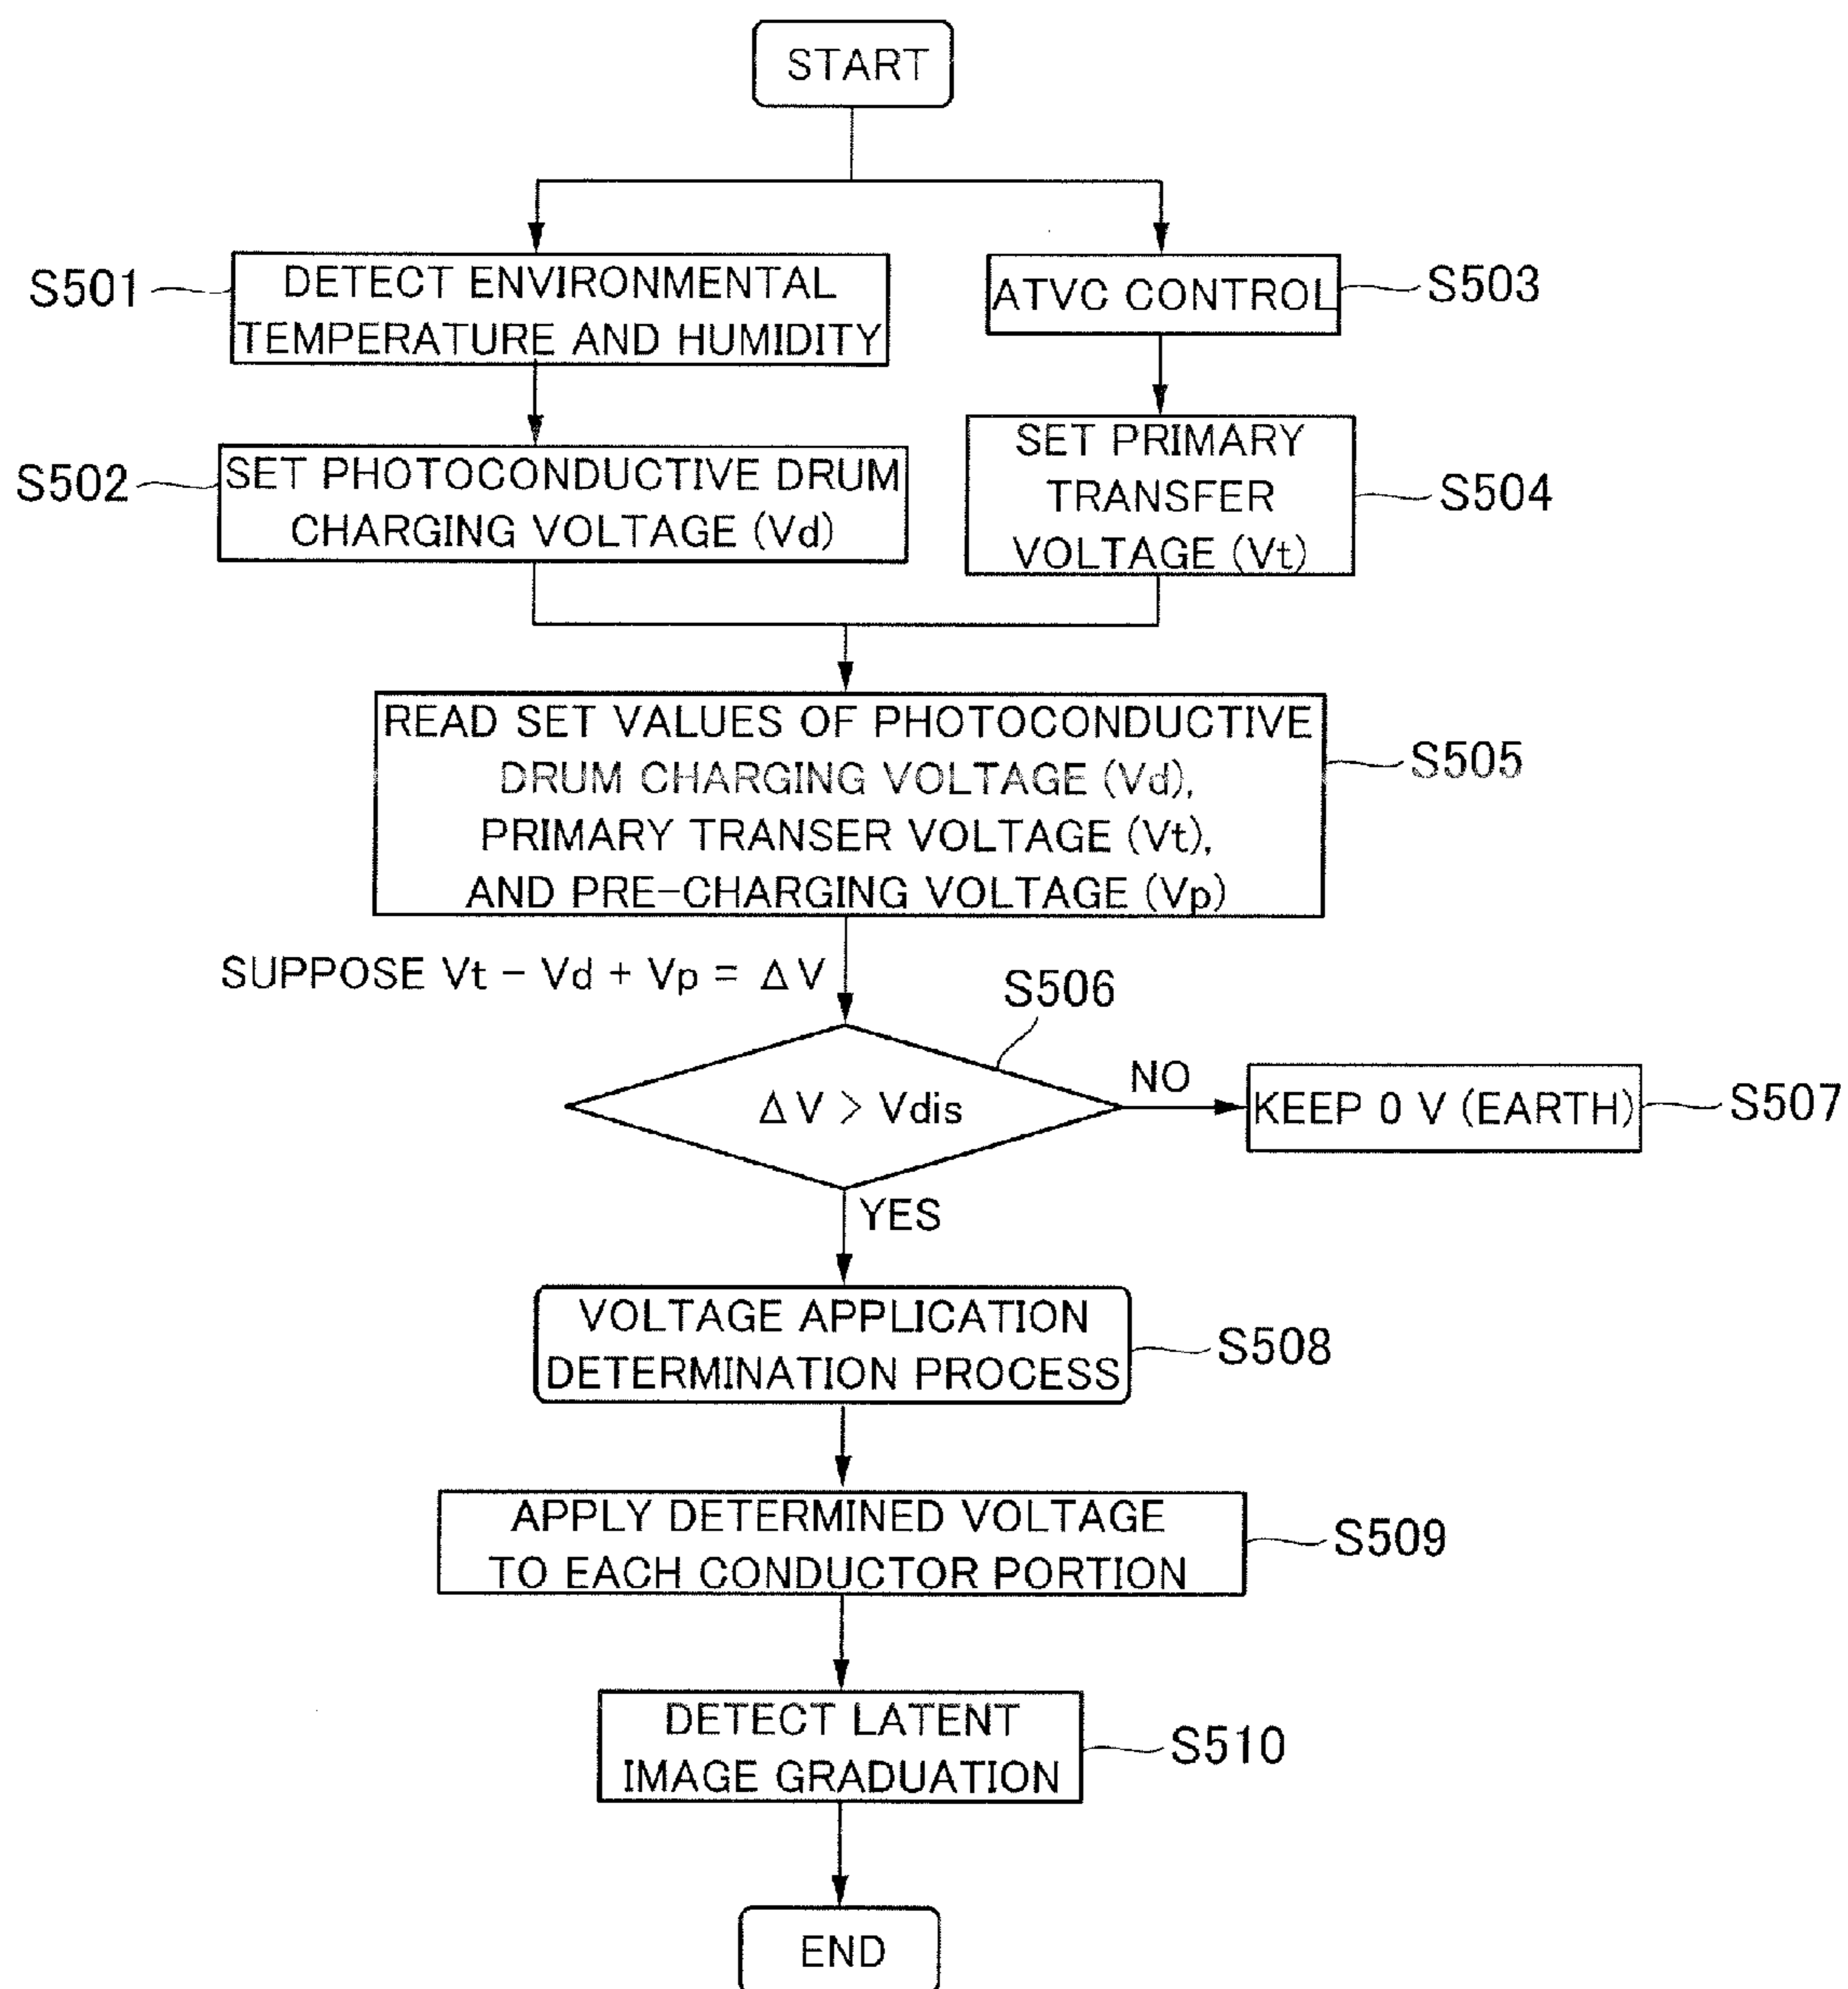 START
S501
DETECT ENVIRONMENTAL
TEMPERATURE AND HUMIDITY
ATVC CONTROL
S503
S502
SET PHOTOCONDUCTIVE DRUM
CHARGING VOLTAGE (Vd)
SET PRIMARY
TRANSFER
VOLTAGE (Vt)
S504
READ SET VALUES OF PHOTOCONDUCTIVE
DRUM CHARGING VOLTAGE (Vd),
PRIMARY TRANSER VOLTAGE (Vt),
AND PRE-CHARGING VOLTAGE (Vp)
S505
SUPPOSE Vt - Vd + Vp = ΔV
S506
ΔV > Vdis
NO
KEEP 0 V (EARTH)
S507
YES
VOLTAGE APPLICATION
DETERMINATION PROCESS
S508
APPLY DETERMINED VOLTAGE
TO EACH CONDUCTOR PORTION
S509
DETECT LATENT
IMAGE GRADUATION
S510
END